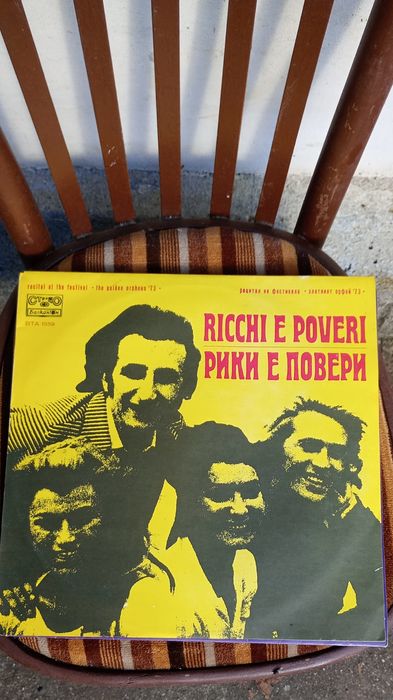 recital at the festival • the golden orpheus '73 •
рецитал на фестивала • златният орфей '73 •
СТЕРЕО
Балкантон
ВТА 1559
RICCHI E POVERI
РИКИ Е ПОВЕРИ